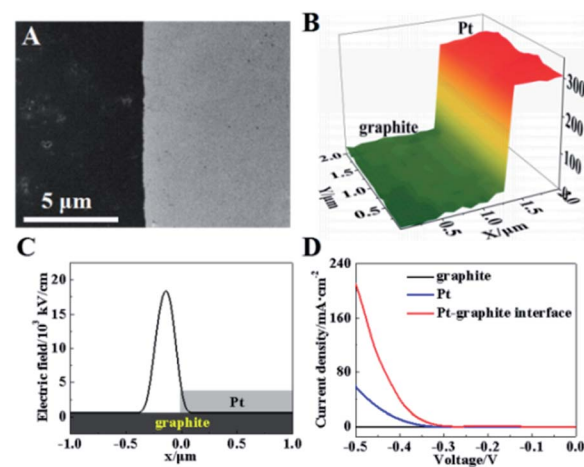 A
5 μm
B
Pt
graphite
300
200
100
0
2.0
1.5
1.0
0.5
Y/μm
0.5
1.0
1.5
X/μm
C
Electric field/10³ kV/cm
20
15
10
5
0
Pt
graphite
-1.0
-0.5
0.0
0.5
1.0
x/μm
D
Current density/mA·cm⁻²
240
160
80
0
graphite
Pt
Pt-graphite interface
-0.5
-0.4
-0.3
-0.2
-0.1
0.0
Voltage/V